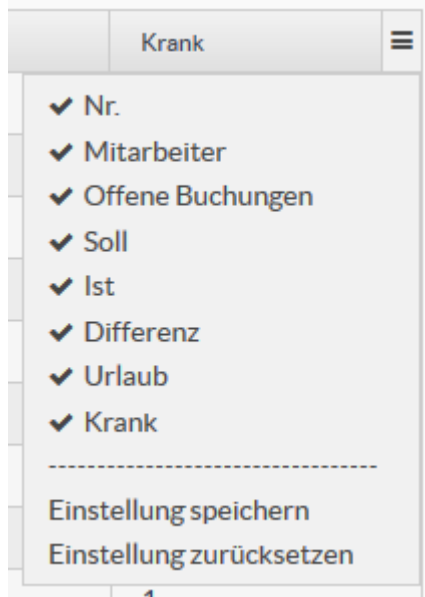 Krank
Nr.
Mitarbeiter
Offene Buchungen
Soll
Ist
Differenz
Urlaub
Krank
----------------------------------
Einstellung speichern
Einstellung zurücksetzen